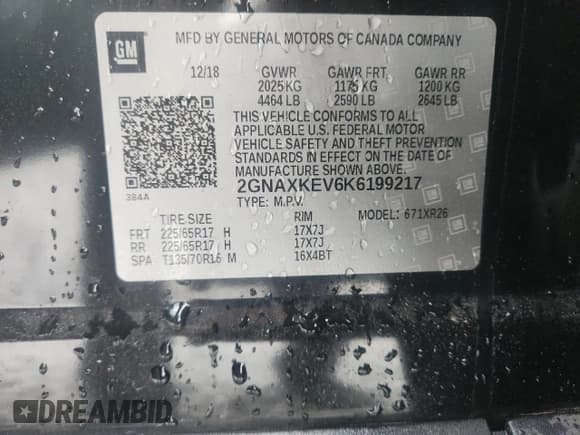 GM
MFD BY GENERAL MOTORS OF CANADA COMPANY
12/18 GVWR GAWR FRT GAWR RR
2025 KG 1175 KG 1200 KG
4464 LB 2590 LB 2645 LB
THIS VEHICLE CONFORMS TO ALL
APPLICABLE U.S. FEDERAL MOTOR
VEHICLE SAFETY AND THEFT PREVENTION
STANDARDS IN EFFECT ON THE DATE OF
MANUFACTURE SHOWN ABOVE.
384A
2GNAXKEV6K6199217
TYPE: M.P.V. MODEL: 671XR26
TIRE SIZE RIM
FRT 225/65R17 H 17X7J
RR 225/65R17 H 17X7J
SPA T135/70R16 M 16X4BT
DREAMBID